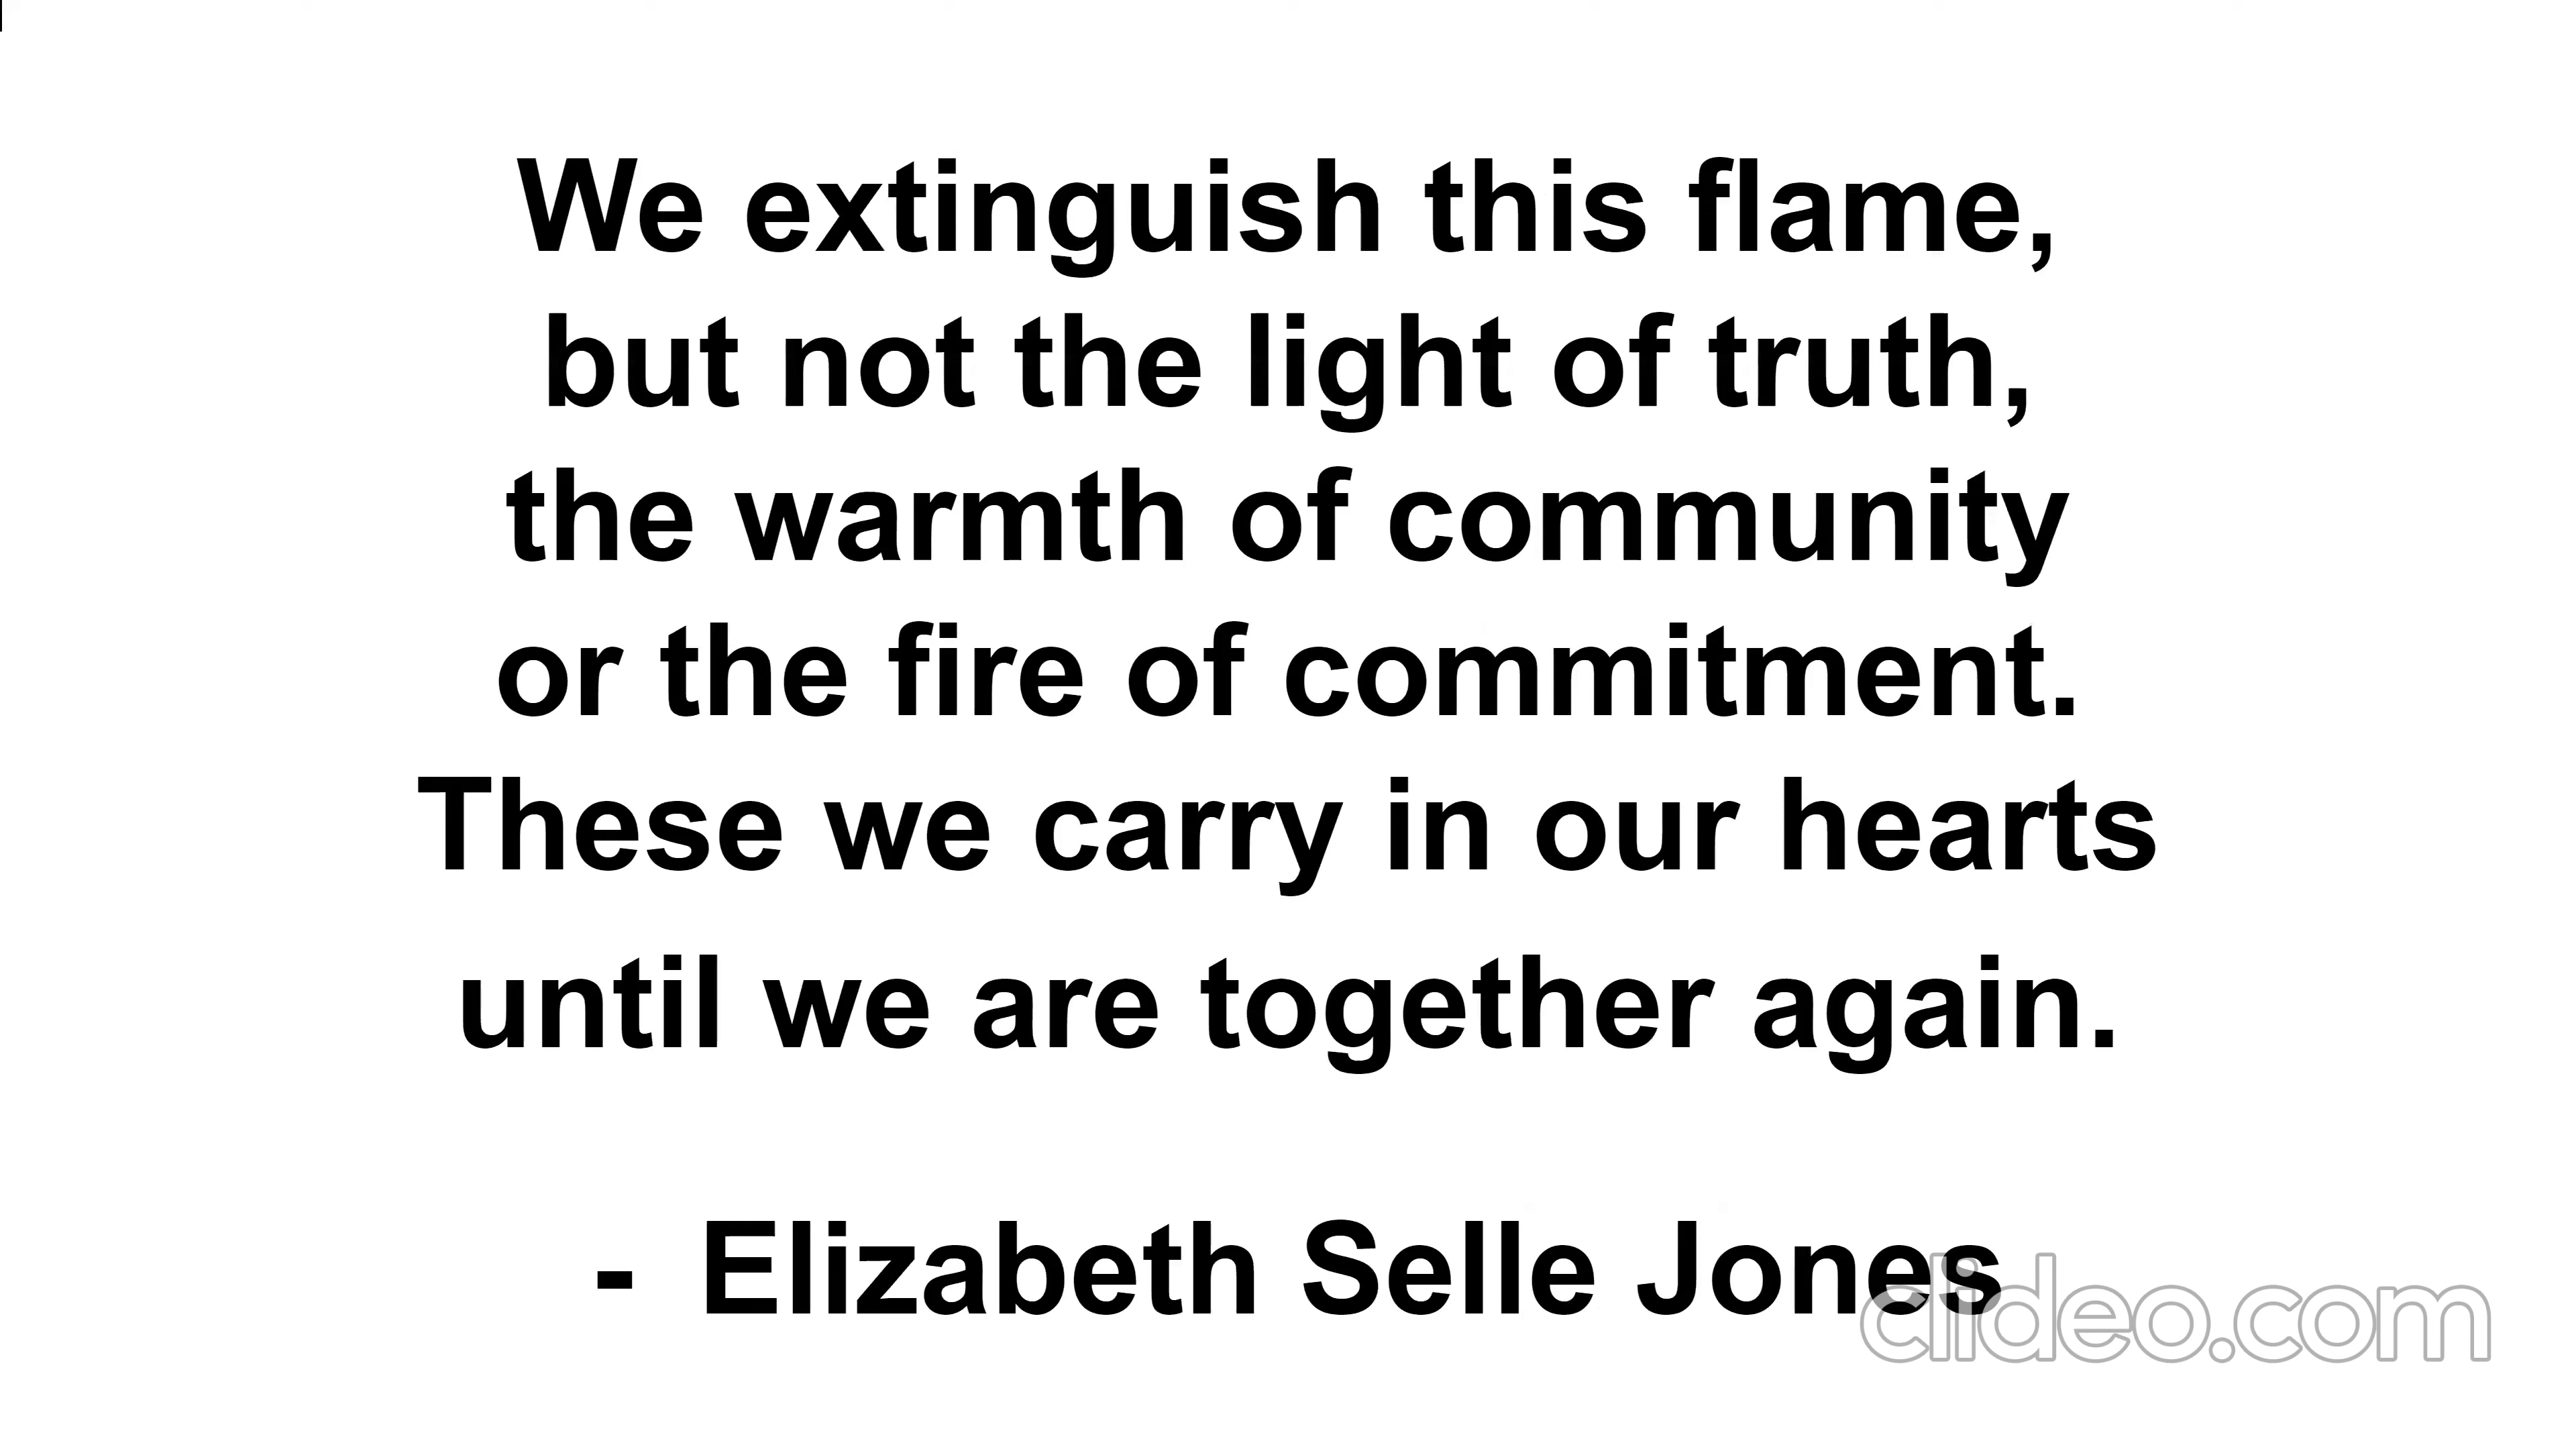 We extinguish this flame,
but not the light of truth,
the warmth of community
or the fire of commitment.
These we carry in our hearts
until we are together again.
- Elizabeth Selle Jones
clideo.com